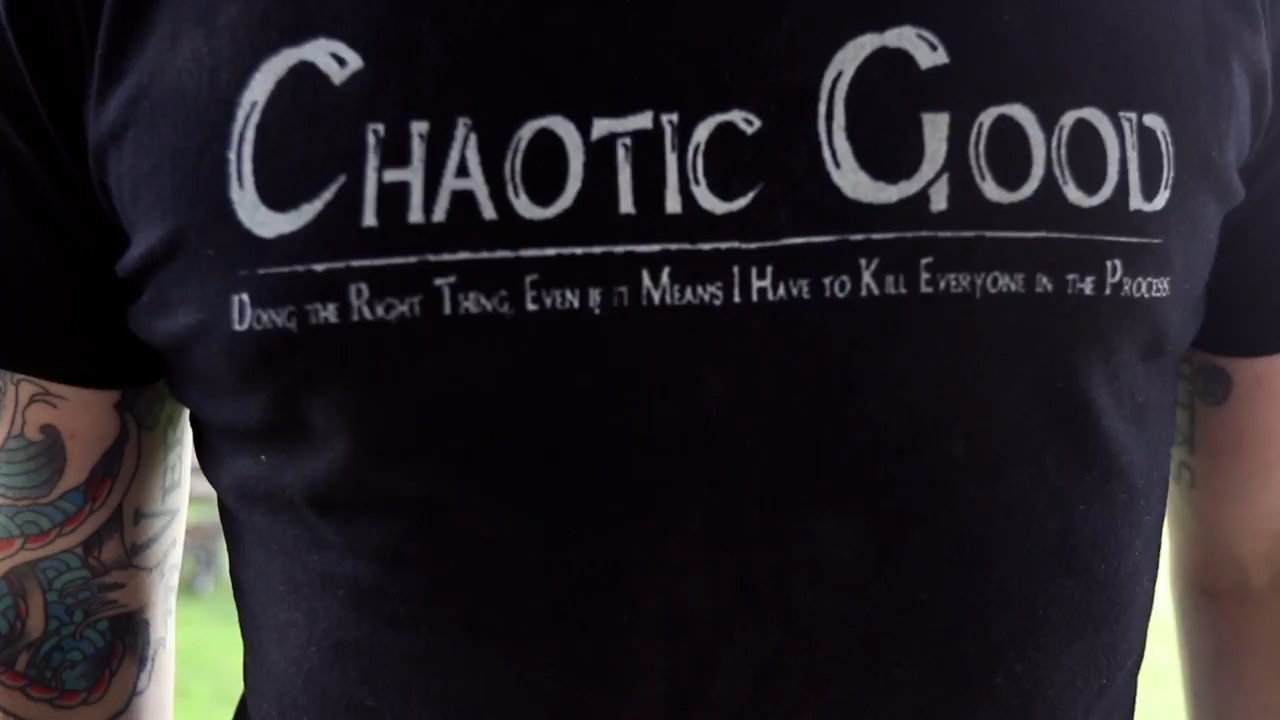 Chaotic Good
Doing the Right Thing, Even if it Means I Have to Kill Everyone in the Process